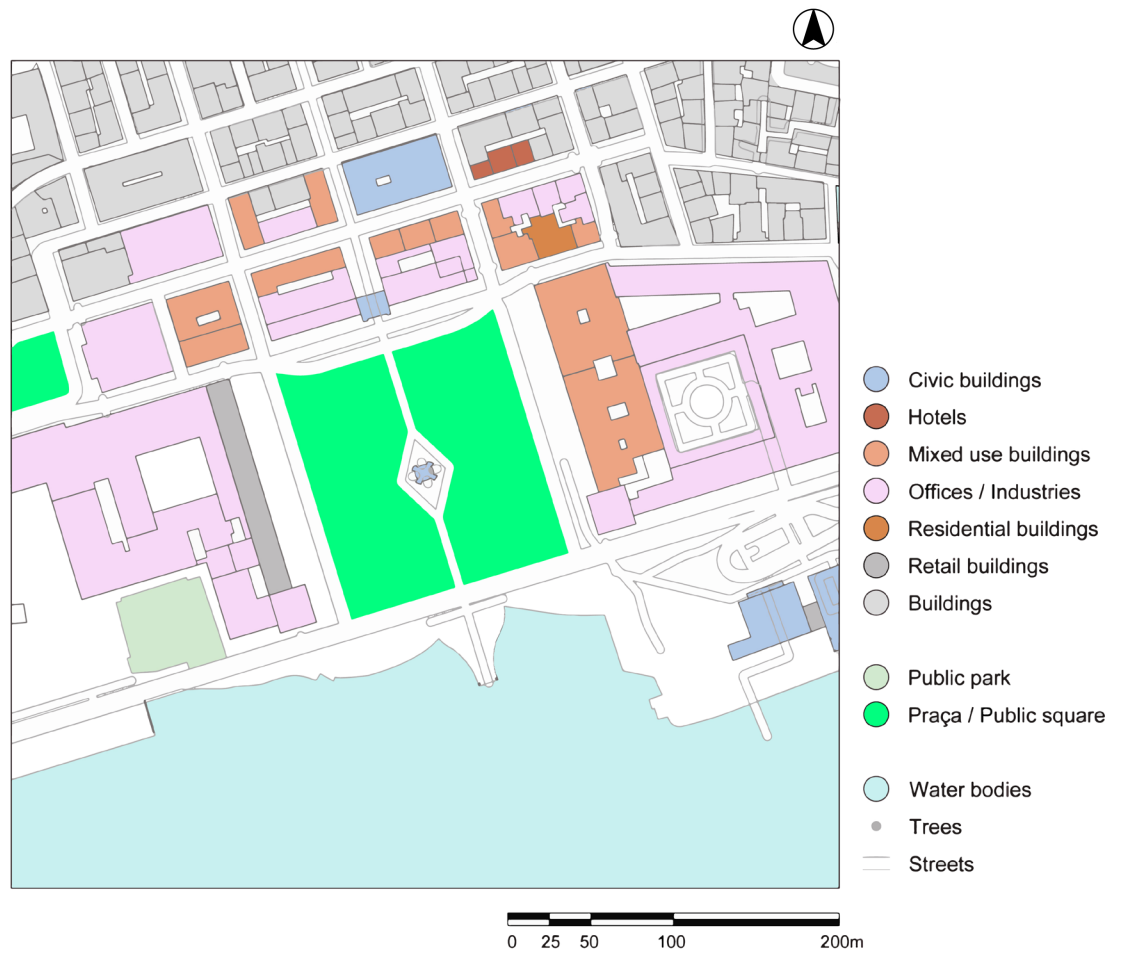 Civic buildings
Hotels
Mixed use buildings
Offices / Industries
Residential buildings
Retail buildings
Buildings
Public park
Praça / Public square
Water bodies
Trees
Streets
0 25 50 100 200m